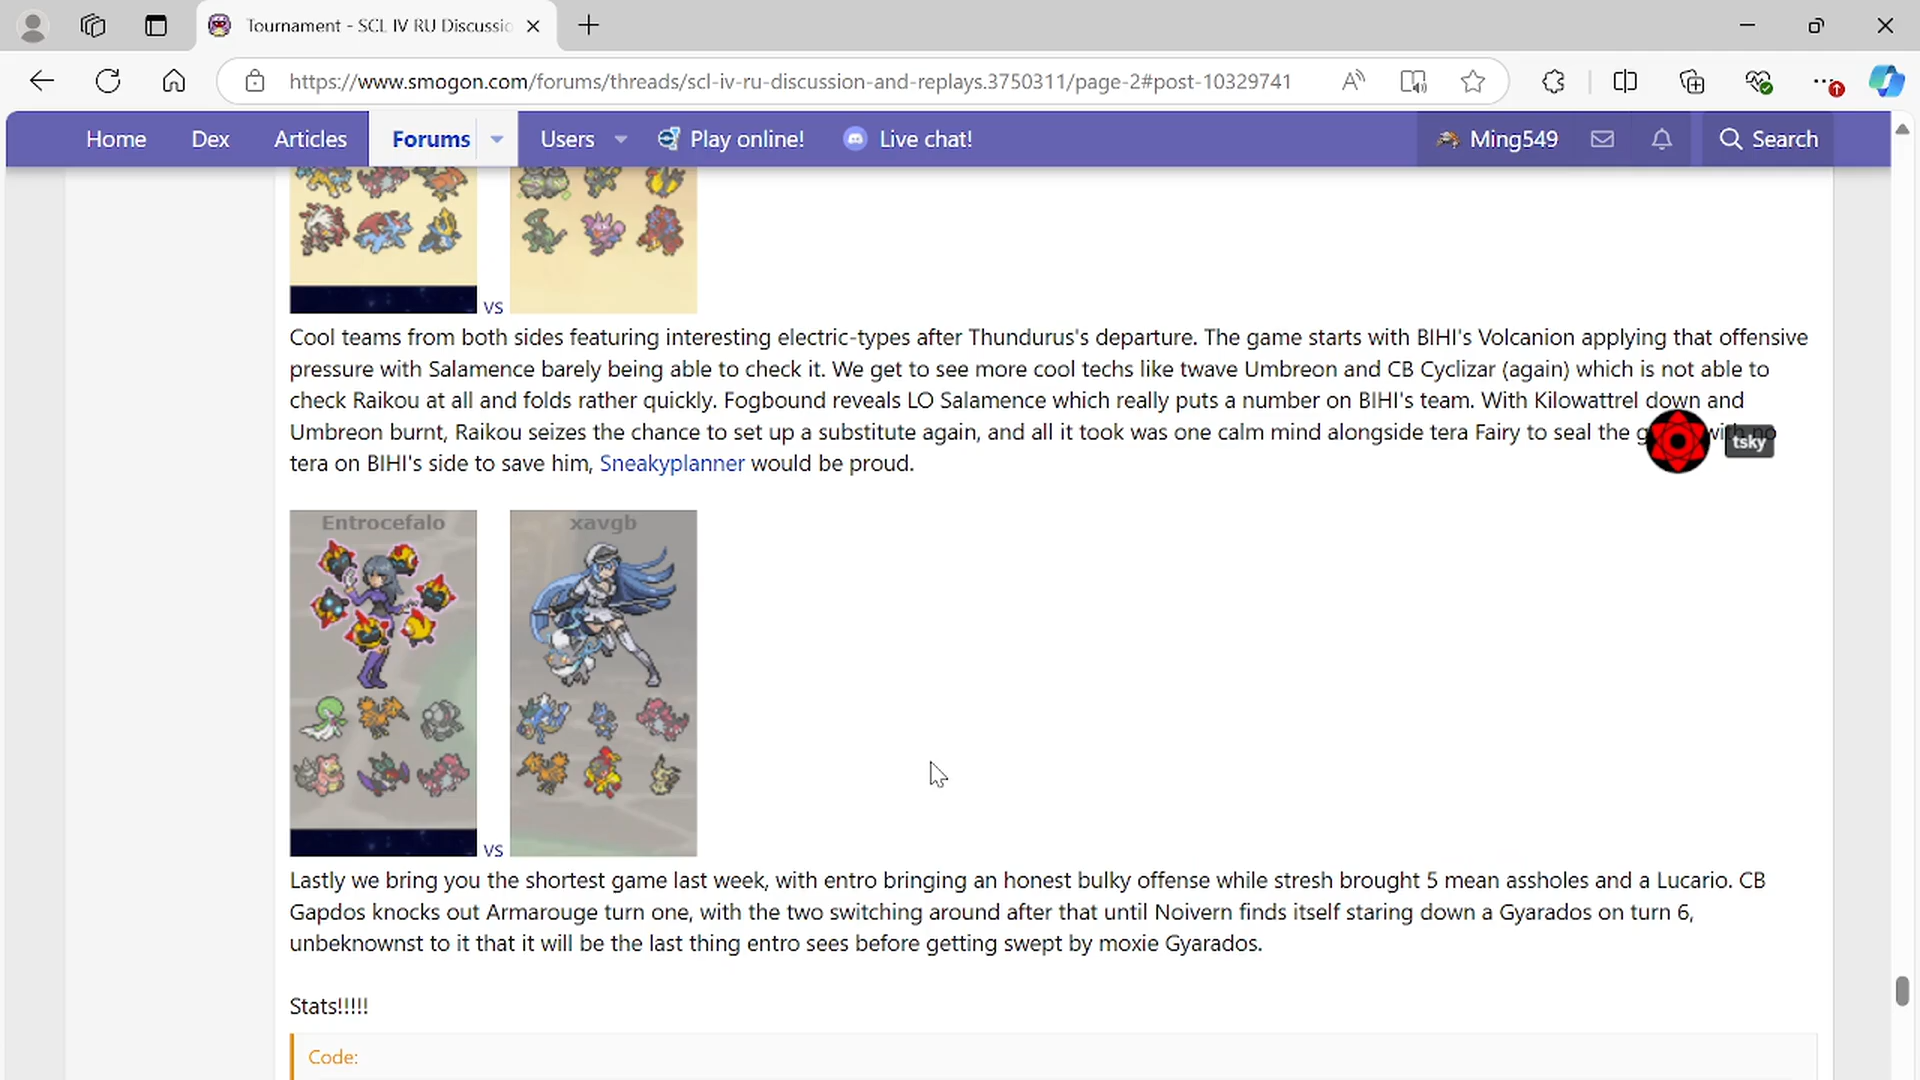 Tournament - SCL IV RU Discussio
https://www.smogon.com/forums/threads/scl-iv-ru-discussion-and-replays.3750311/page-2#post-10329741
Home Dex Articles Forums Users Play online! Live chat! Ming549 Search
VS
Cool teams from both sides featuring interesting electric-types after Thundurus's departure. The game starts with BIHI's Volcanion applying that offensive
pressure with Salamence barely being able to check it. We get to see more cool techs like twave Umbreon and CB Cyclizar (again) which is not able to
check Raikou at all and folds rather quickly. Fogbound reveals LO Salamence which really puts a number on BIHI's team. With Kilowattrel down and
Umbreon burnt, Raikou seizes the chance to set up a substitute again, and all it took was one calm mind alongside tera Fairy to seal the with no
tsky
tera on BIHI's side to save him, Sneakyplanner would be proud.
Entrocefalo xavgb
VS
Lastly we bring you the shortest game last week, with entro bringing an honest bulky offense while stresh brought 5 mean assholes and a Lucario. CB
Gapdos knocks out Armarouge turn one, with the two switching around after that until Noivern finds itself staring down a Gyarados on turn 6,
unbeknownst to it that it will be the last thing entro sees before getting swept by moxie Gyarados.
Stats!!!!!
Code: